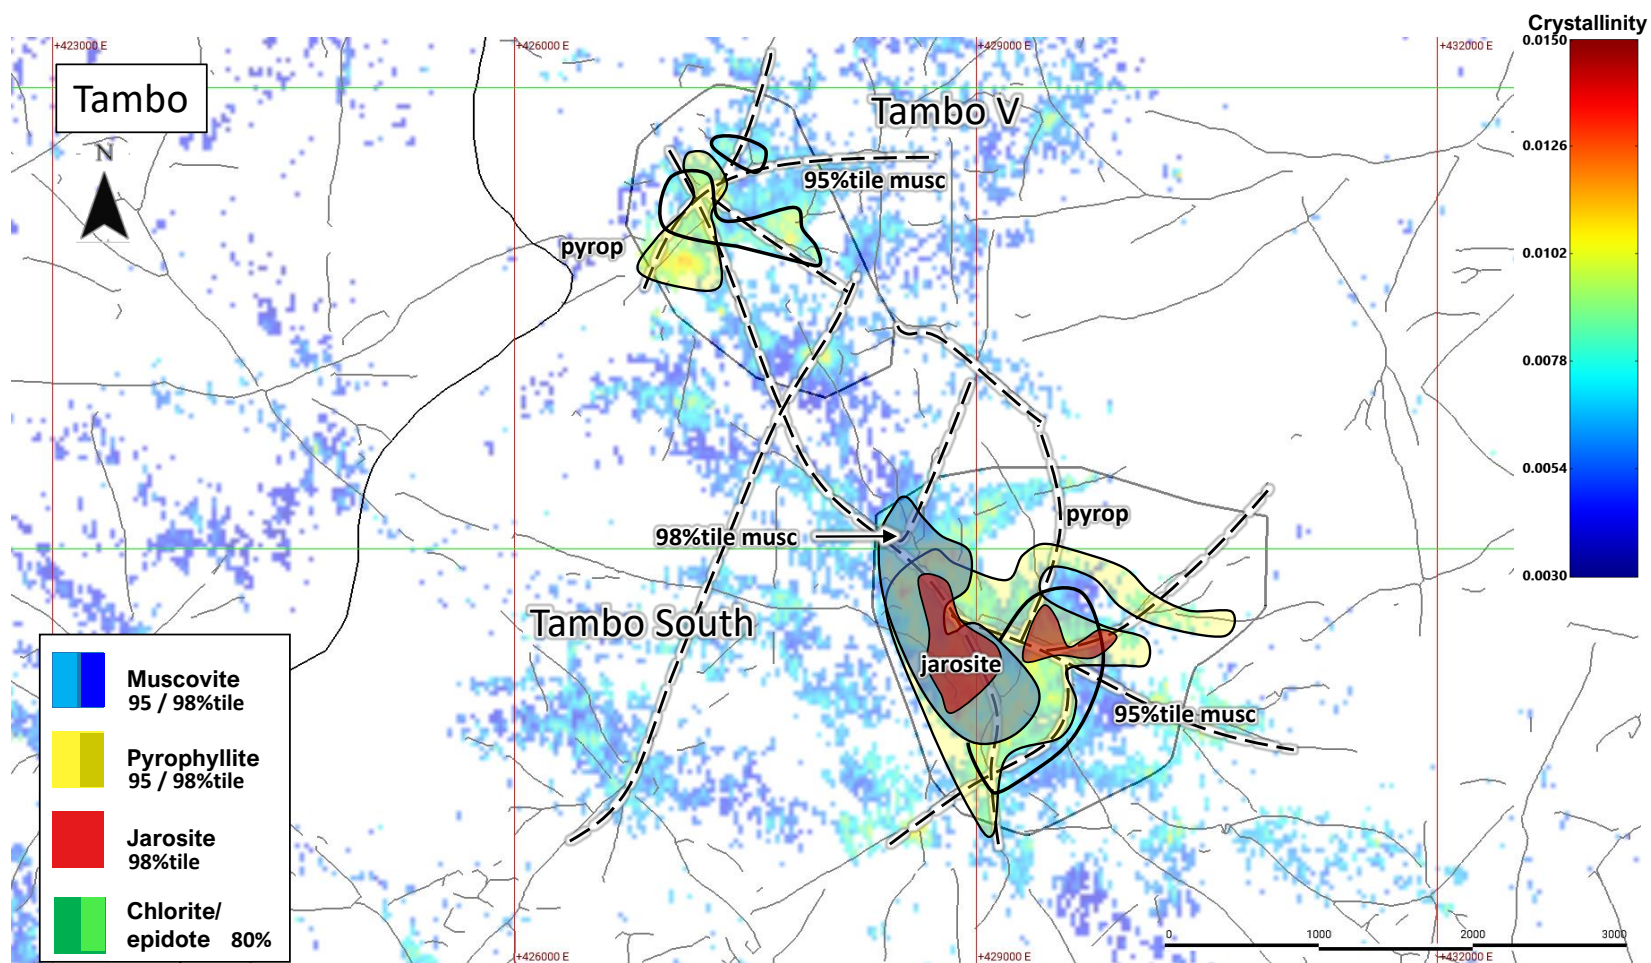 Crystallinity
0.0150
0.0126
0.0102
0.0078
0.0054
0.0030
+423000 E
+426000 E
+429000 E
+432000 E
Tambo
N
Tambo V
95%tile musc
pyrop
pyrop
98%tile musc
Tambo South
jarosite
95%tile musc
Muscovite
95 / 98%tile
Pyrophyllite
95 / 98%tile
Jarosite
98%tile
Chlorite/
epidote 80%
0
1000
2000
3000
+426000 E
+429000 E
+432000 E